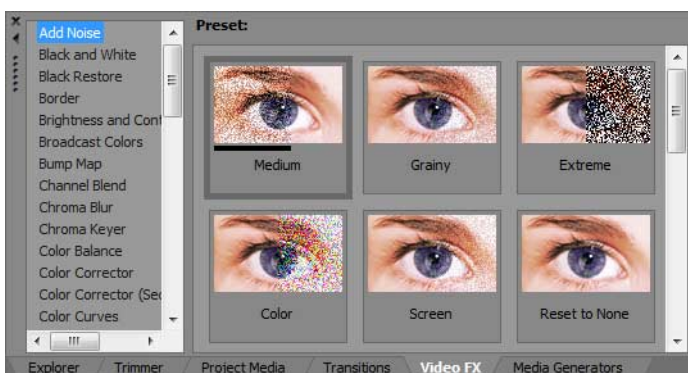 Preset:
Add Noise
Black and White
Black Restore
Border
Brightness and Cont
Broadcast Colors
Bump Map
Channel Blend
Chroma Blur
Chroma Keyer
Color Balance
Color Corrector
Color Corrector (Sec
Color Curves
Medium
Grainy
Extreme
Color
Screen
Reset to None
Explorer
Trimmer
Project Media
Transitions
Video FX
Media Generators